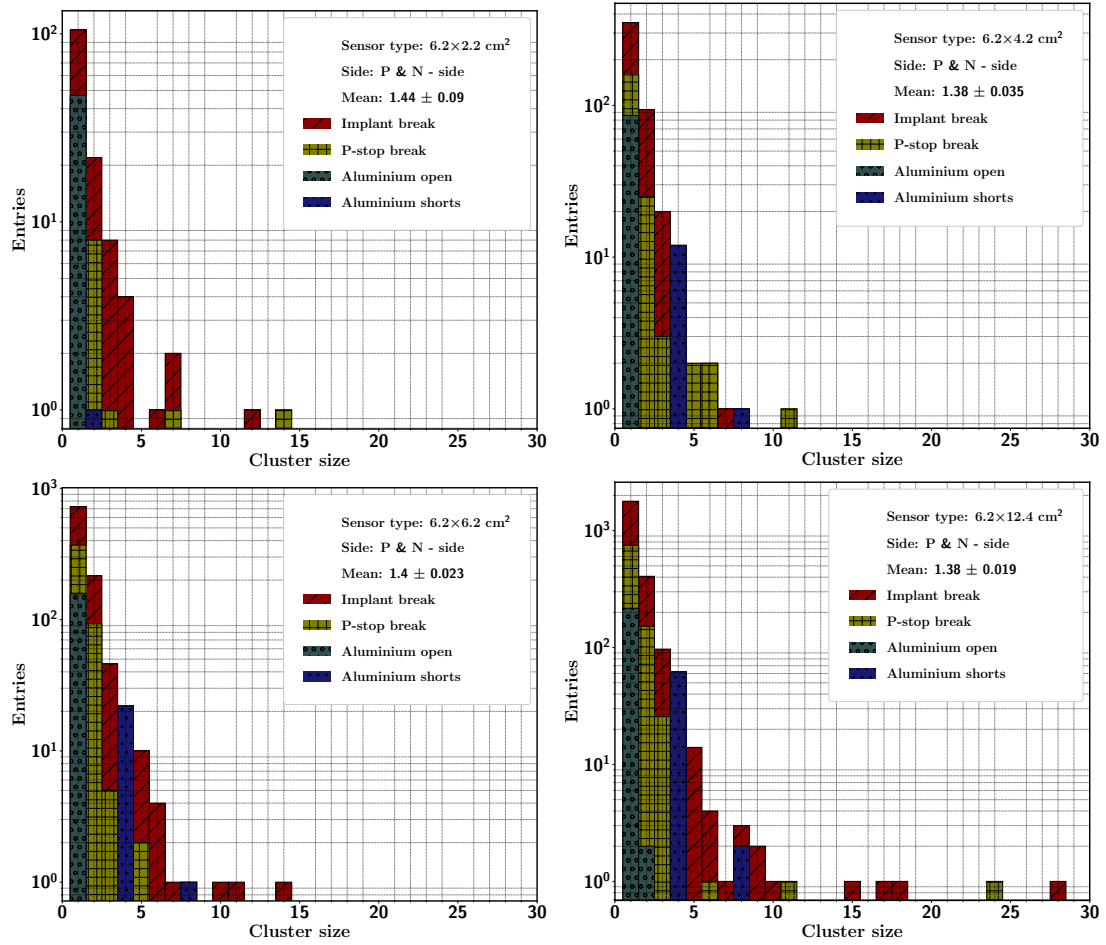 10²
10¹
10⁰
Entries
Sensor type: 6.2×2.2 cm²
Side: P & N - side
Mean: 1.44 ± 0.09
Implant break
P-stop break
Aluminium open
Aluminium shorts
0 5 10 15 20 25 30
Cluster size
10²
10¹
10⁰
Entries
Sensor type: 6.2×4.2 cm²
Side: P & N - side
Mean: 1.38 ± 0.035
Implant break
P-stop break
Aluminium open
Aluminium shorts
0 5 10 15 20 25 30
Cluster size
10³
10²
10¹
10⁰
Entries
Sensor type: 6.2×6.2 cm²
Side: P & N - side
Mean: 1.4 ± 0.023
Implant break
P-stop break
Aluminium open
Aluminium shorts
0 5 10 15 20 25 30
Cluster size
10³
10²
10¹
10⁰
Entries
Sensor type: 6.2×12.4 cm²
Side: P & N - side
Mean: 1.38 ± 0.019
Implant break
P-stop break
Aluminium open
Aluminium shorts
0 5 10 15 20 25 30
Cluster size